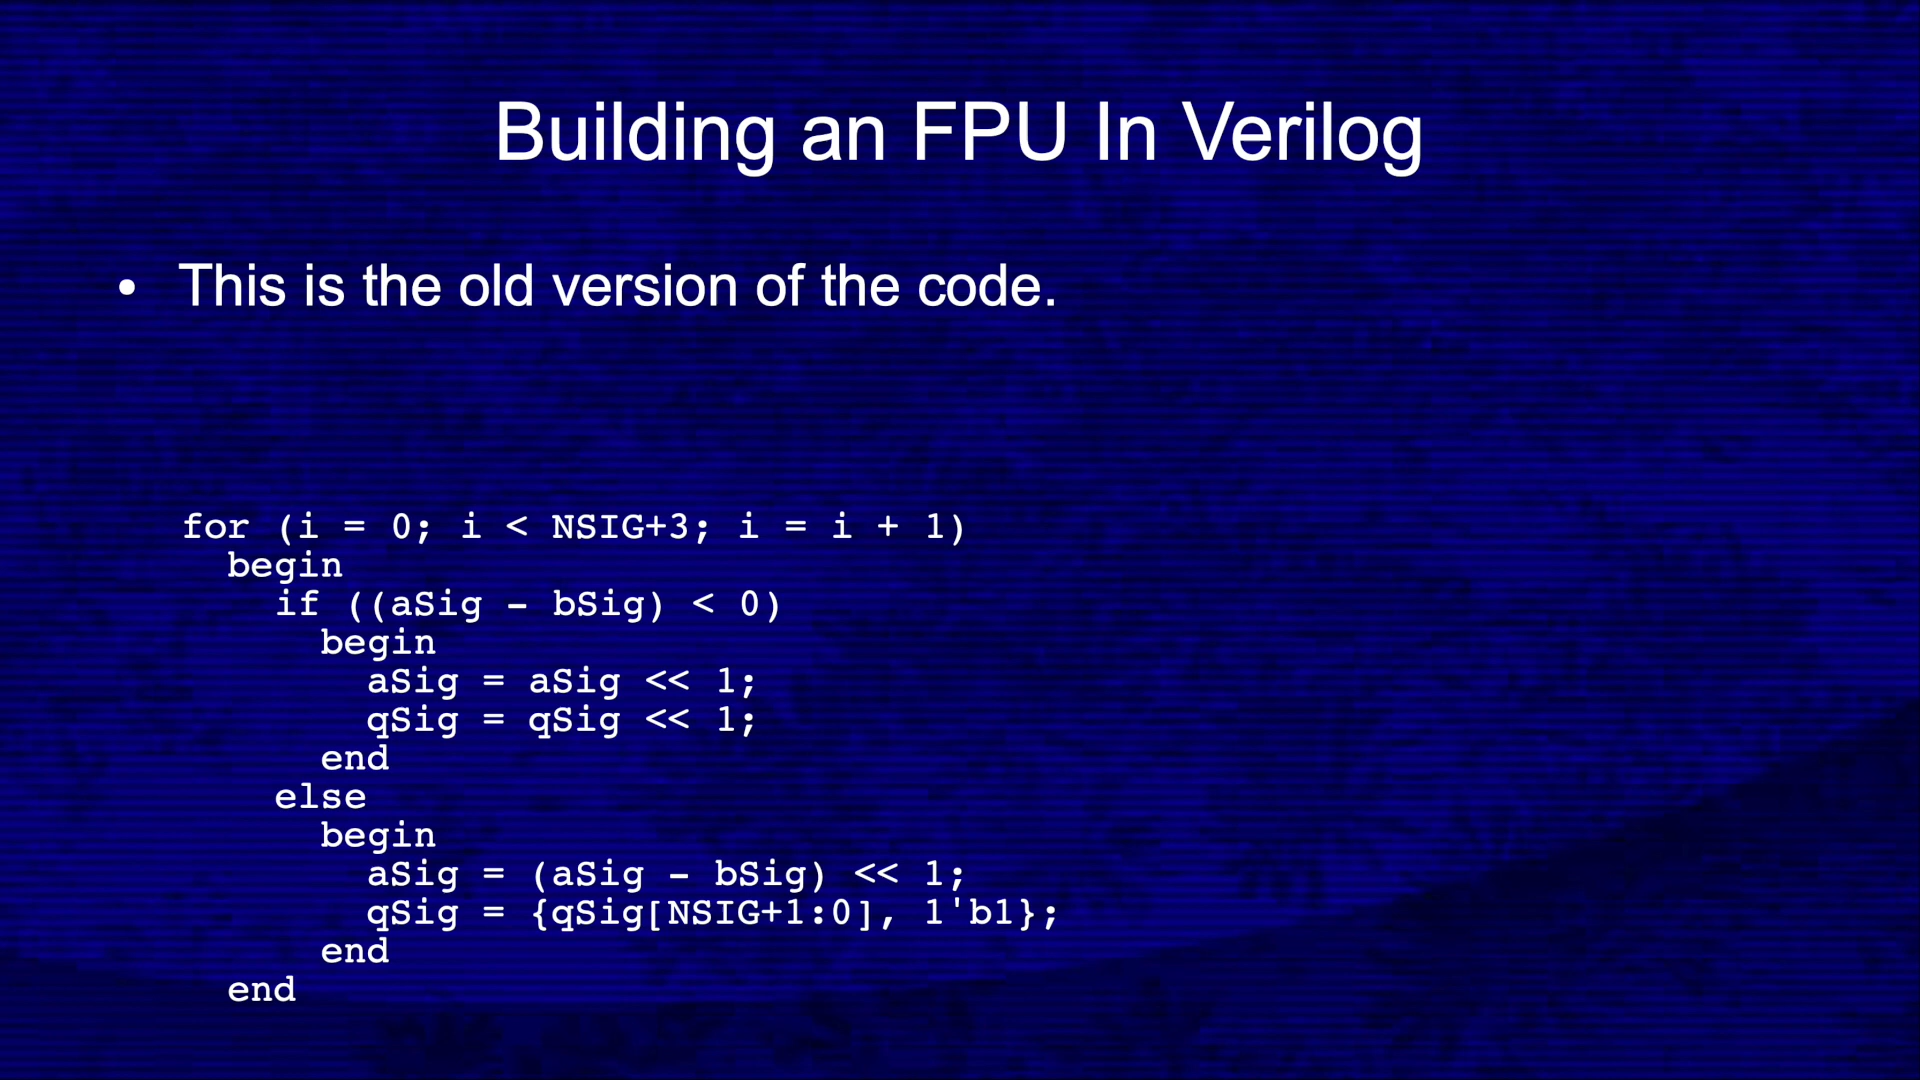 Building an FPU In Verilog
• This is the old version of the code.
for (i = 0; i < NSIG+3; i = i + 1)
  begin
    if ((aSig - bSig) < 0)
      begin
        aSig = aSig << 1;
        qSig = qSig << 1;
      end
    else
      begin
        aSig = (aSig - bSig) << 1;
        qSig = {qSig[NSIG+1:0], 1'b1};
      end
  end